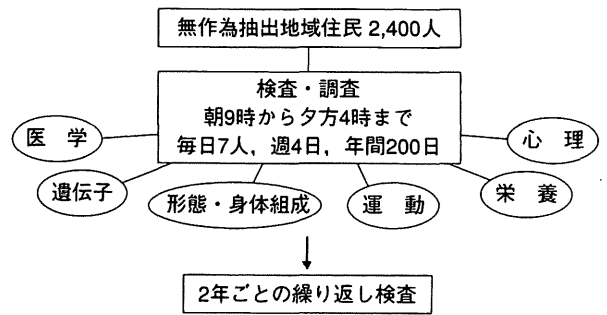 無作為抽出地域住民 2,400人
検査・調査
朝9時から夕方4時まで
毎日7人，週4日，年間200日
医 学
心 理
遺伝子
形態・身体組成
運 動
栄 養
2年ごとの繰り返し検査